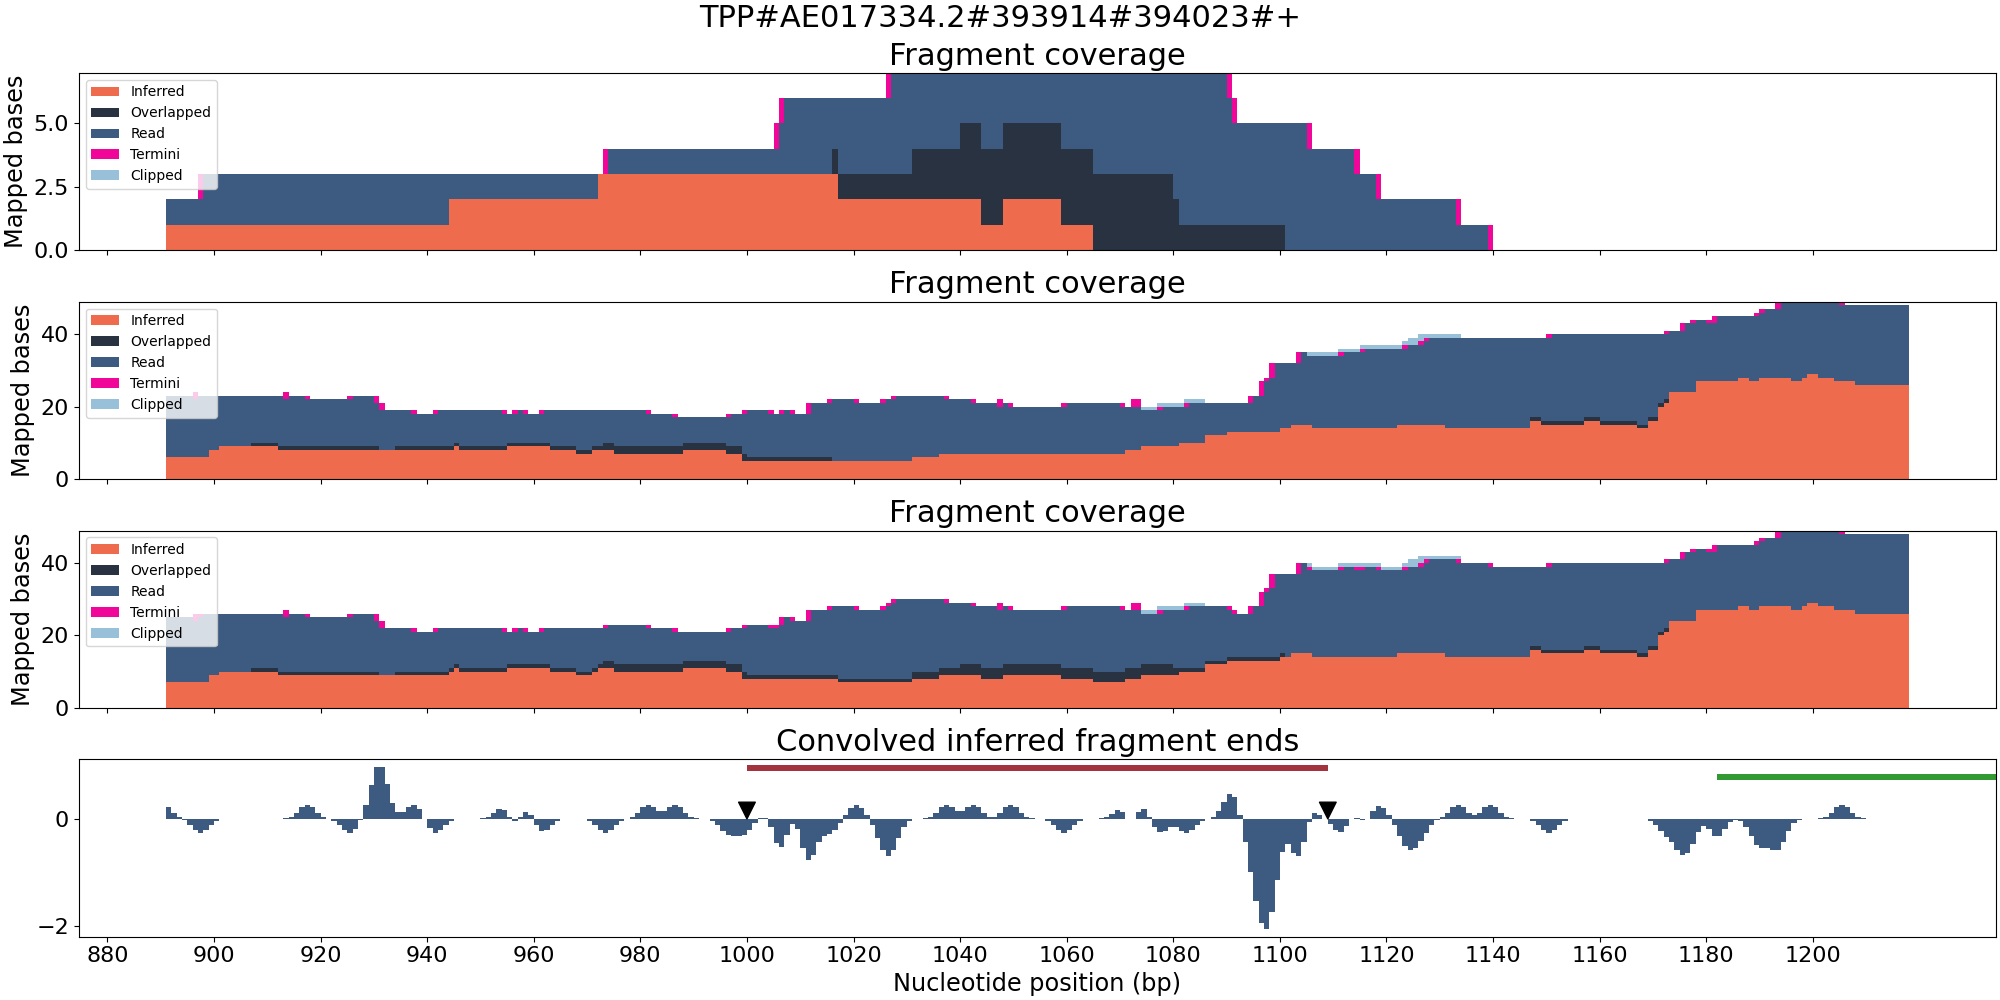 TPP#AE017334.2#393914#394023#+
Fragment coverage
Mapped bases
5.0
2.5
0.0
Inferred
Overlapped
Read
Termini
Clipped
Fragment coverage
Mapped bases
40
20
0
Inferred
Overlapped
Read
Termini
Clipped
Fragment coverage
Mapped bases
40
20
0
Inferred
Overlapped
Read
Termini
Clipped
Convolved inferred fragment ends
0
−2
880 900 920 940 960 980 1000 1020 1040 1060 1080 1100 1120 1140 1160 1180 1200
Nucleotide position (bp)